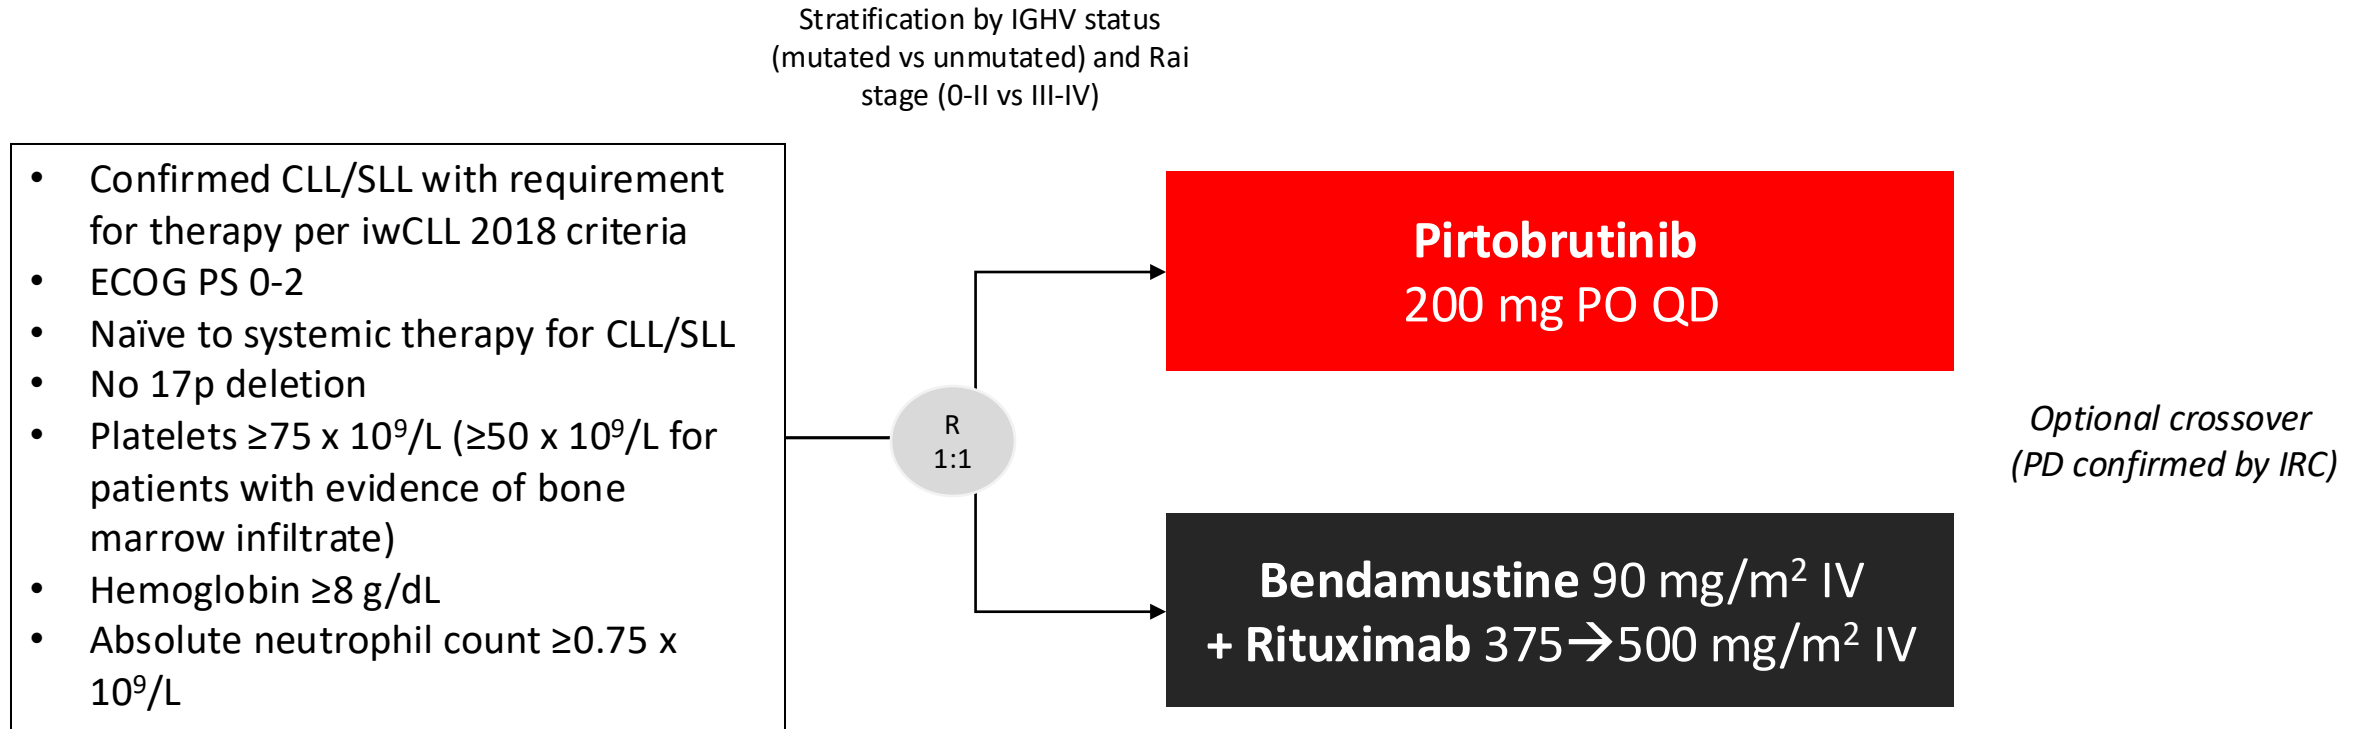 Stratification by IGHV status
(mutated vs unmutated) and Rai
stage (0-II vs III-IV)
• Confirmed CLL/SLL with requirement
for therapy per iwCLL 2018 criteria
• ECOG PS 0-2
• Naïve to systemic therapy for CLL/SLL
• No 17p deletion
• Platelets ≥75 x 10⁹/L (≥50 x 10⁹/L for
patients with evidence of bone
marrow infiltrate)
• Hemoglobin ≥8 g/dL
• Absolute neutrophil count ≥0.75 x
10⁹/L
R
1:1
Pirtobrutinib
200 mg PO QD
Bendamustine 90 mg/m² IV
+ Rituximab 375→500 mg/m² IV
Optional crossover
(PD confirmed by IRC)